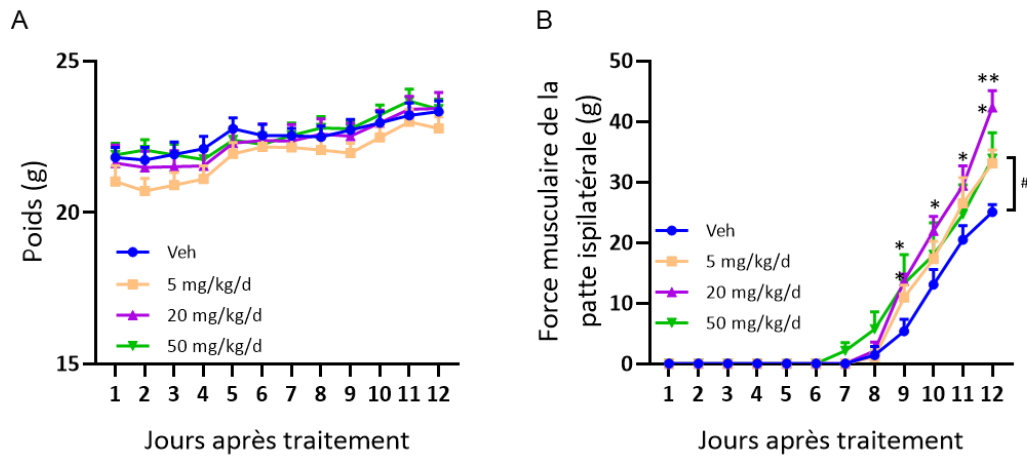 A
Poids (g)
25
20
15
Veh
5 mg/kg/d
20 mg/kg/d
50 mg/kg/d
1 2 3 4 5 6 7 8 9 10 11 12
Jours après traitement
B
Force musculaire de la
patte ispilatérale (g)
50
40
30
20
10
0
**
*
*
*
*
*
#
Veh
5 mg/kg/d
20 mg/kg/d
50 mg/kg/d
1 2 3 4 5 6 7 8 9 10 11 12
Jours après traitement